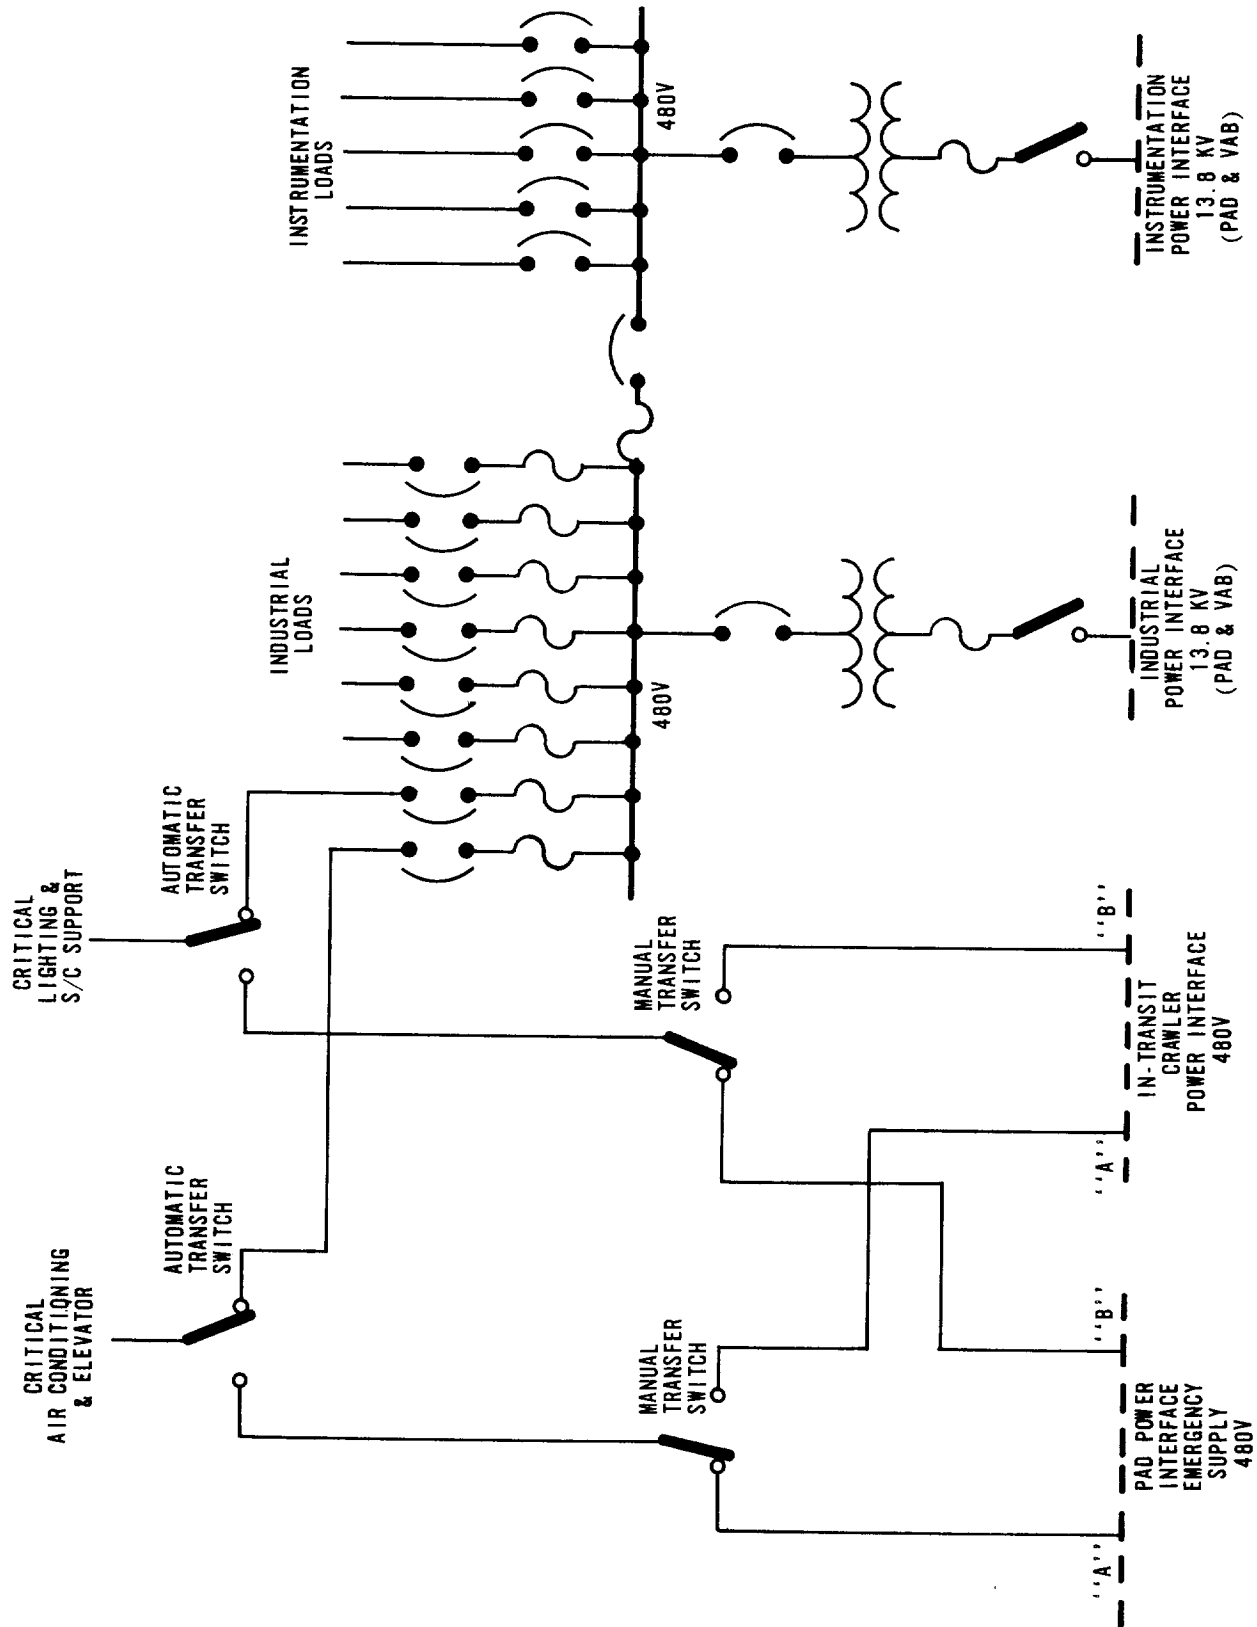 CRITICAL
AIR CONDITIONING
& ELEVATOR
CRITICAL
LIGHTING &
S/C SUPPORT
AUTOMATIC
TRANSFER
SWITCH
AUTOMATIC
TRANSFER
SWITCH
INDUSTRIAL
LOADS
INSTRUMENTATION
LOADS
MANUAL
TRANSFER
SWITCH
MANUAL
TRANSFER
SWITCH
480V
480V
''A''
''B''
''A''
''B''
PAD POWER
INTERFACE
EMERGENCY
SUPPLY
480V
IN-TRANSIT
CRAWLER
POWER INTERFACE
480V
INDUSTRIAL
POWER INTERFACE
13.8 KV
(PAD & VAB)
INSTRUMENTATION
POWER INTERFACE
13.8 KV
(PAD & VAB)